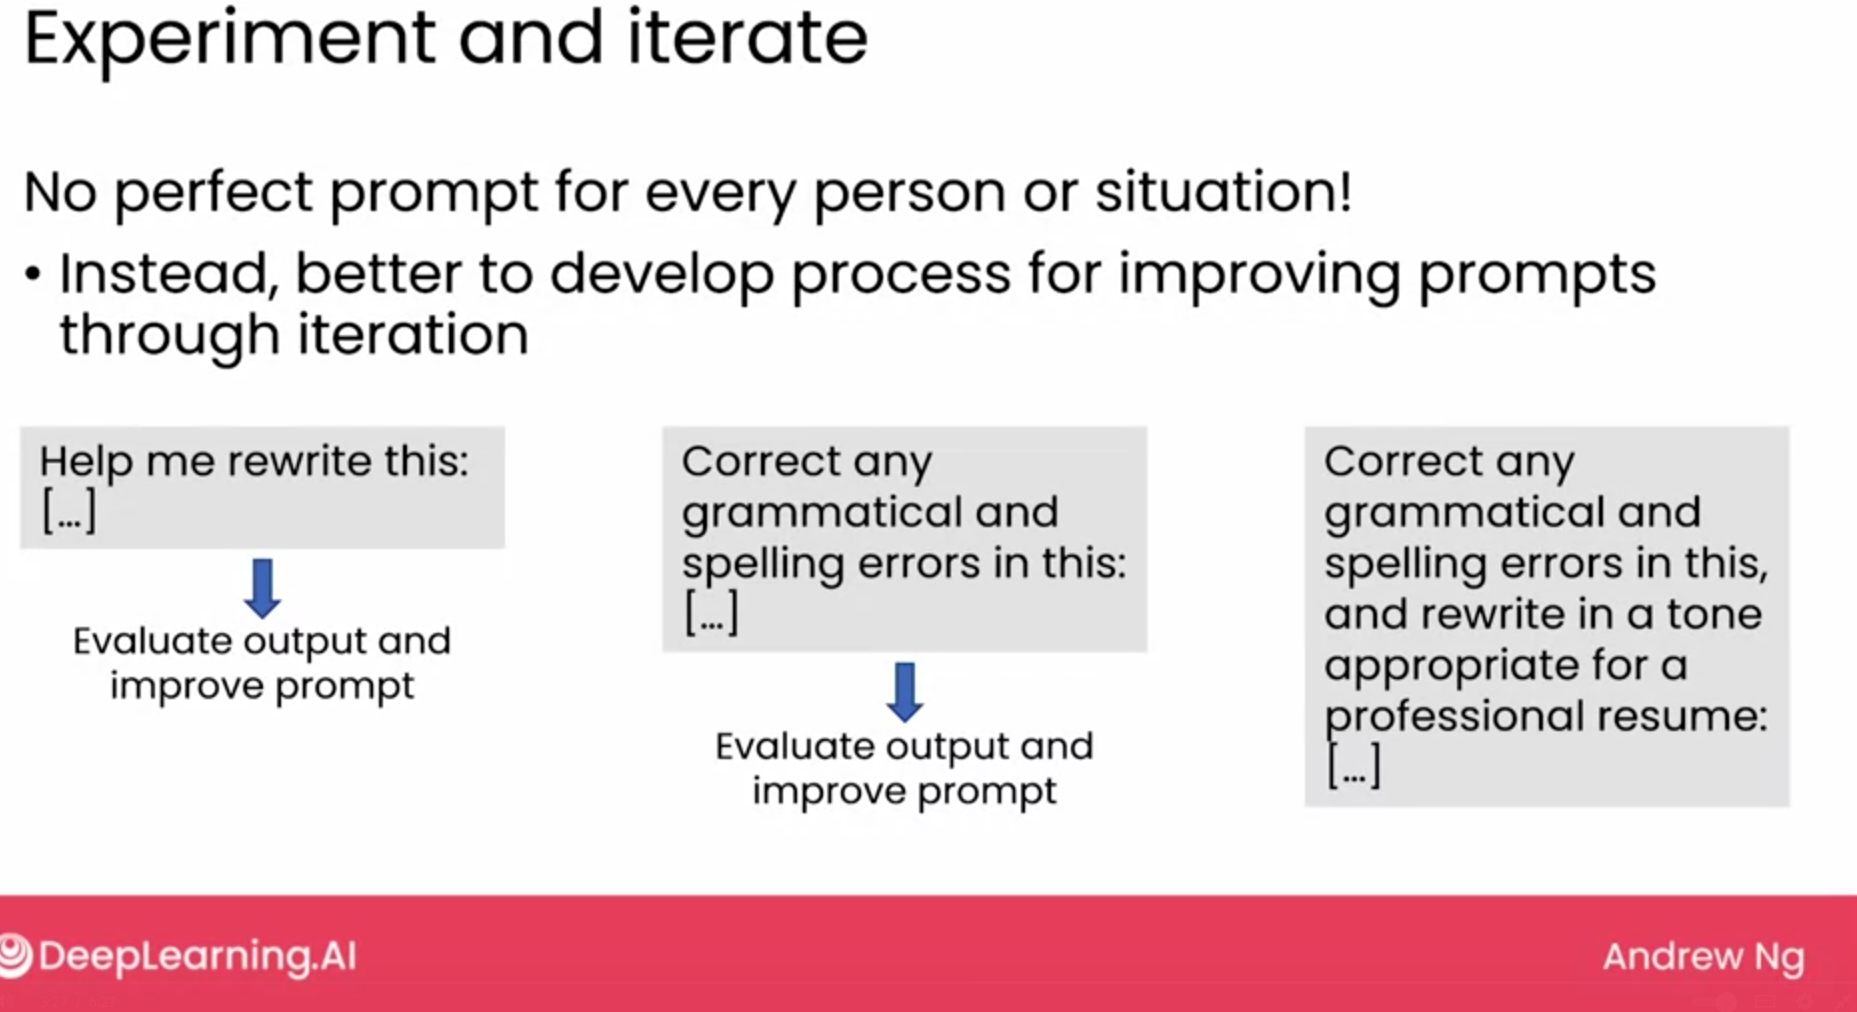 Experiment and iterate
No perfect prompt for every person or situation!
• Instead, better to develop process for improving prompts
through iteration
Help me rewrite this:
[...]
Evaluate output and
improve prompt
Correct any
grammatical and
spelling errors in this:
[...]
Evaluate output and
improve prompt
Correct any
grammatical and
spelling errors in this,
and rewrite in a tone
appropriate for a
professional resume:
[...]
DeepLearning.AI
Andrew Ng